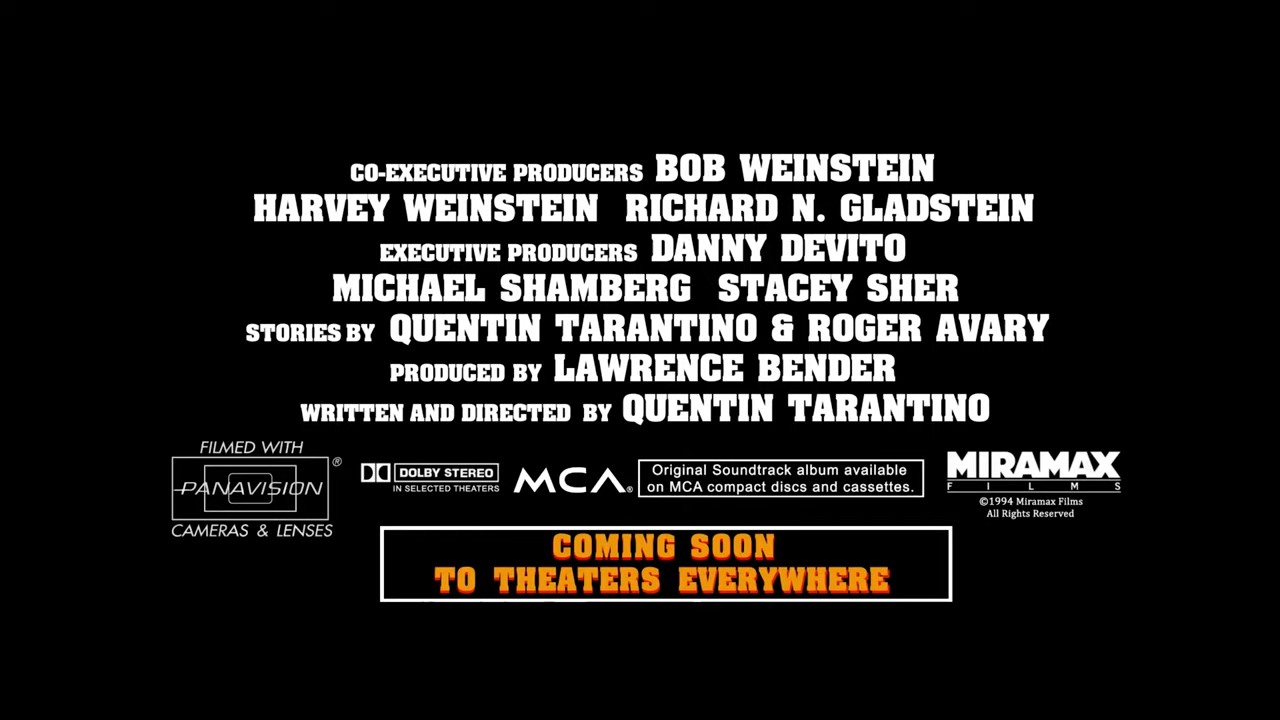 CO-EXECUTIVE PRODUCERS BOB WEINSTEIN
HARVEY WEINSTEIN RICHARD N. GLADSTEIN
EXECUTIVE PRODUCERS DANNY DEVITO
MICHAEL SHAMBERG STACEY SHER
STORIES BY QUENTIN TARANTINO & ROGER AVARY
PRODUCED BY LAWRENCE BENDER
WRITTEN AND DIRECTED BY QUENTIN TARANTINO
FILMED WITH
PANAVISION®
CAMERAS & LENSES
DOLBY STEREO
IN SELECTED THEATERS
MCA®
Original Soundtrack album available
on MCA compact discs and cassettes.
MIRAMAX
FILMS
©1994 Miramax Films
All Rights Reserved
COMING SOON
TO THEATERS EVERYWHERE